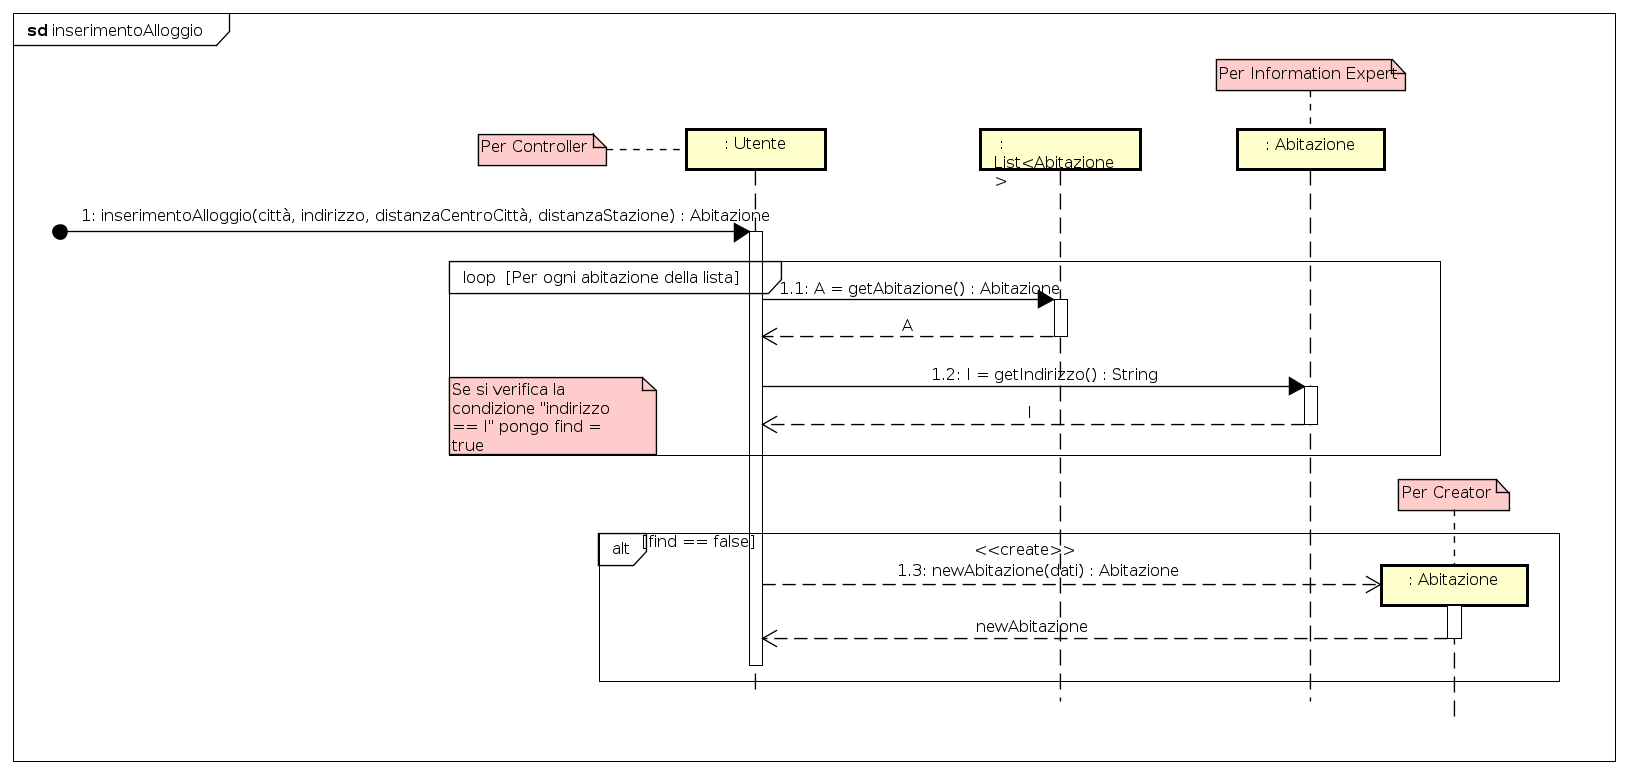 sd inserimentoAlloggio
Per Information Expert
Per Controller
: Utente
:
List<Abitazione
>
: Abitazione
1: inserimentoAlloggio(città, indirizzo, distanzaCentroCittà, distanzaStazione) : Abitazione
loop [Per ogni abitazione della lista]
1.1: A = getAbitazione() : Abitazione
A
1.2: I = getIndirizzo() : String
Se si verifica la
condizione "indirizzo
== I" pongo find =
true
I
Per Creator
alt [find == false]
<<create>>
1.3: newAbitazione(dati) : Abitazione
: Abitazione
newAbitazione